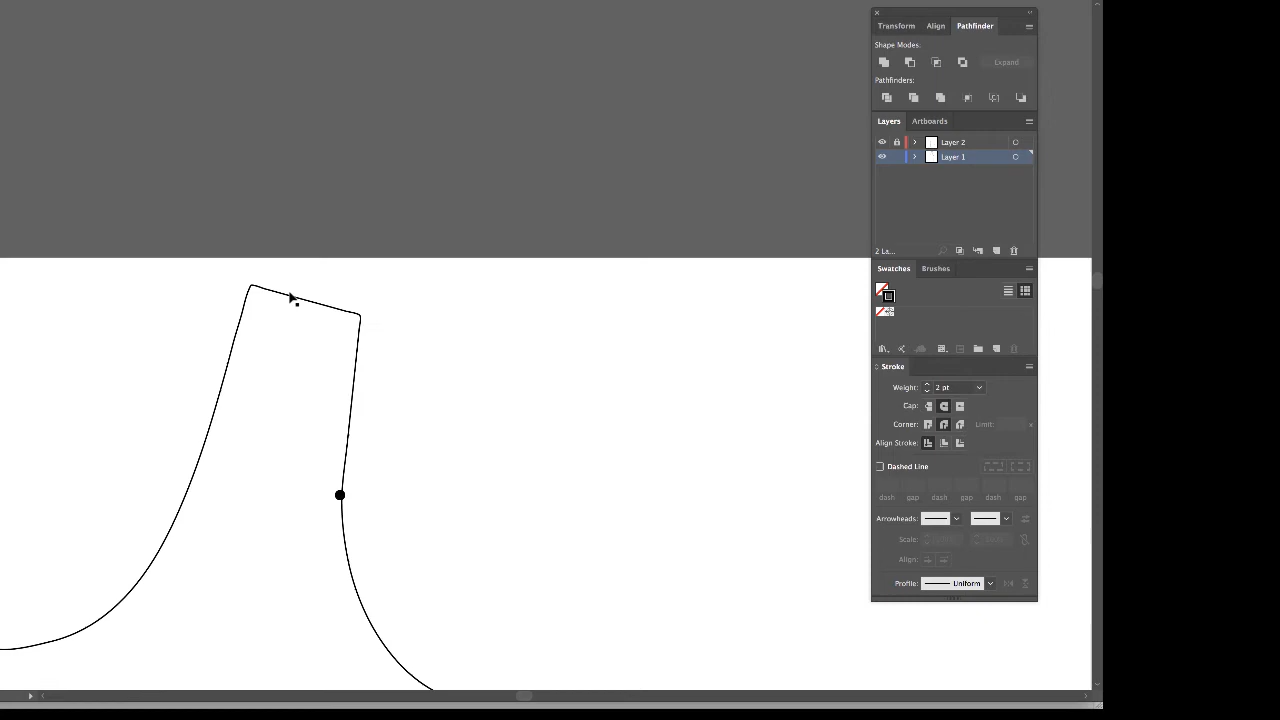 Transform Align Pathfinder
Shape Modes:
Expand
Pathfinders:
Layers Artboards
Layer 2
Layer 1
2 La...
Swatches Brushes
Stroke
Weight: 2 pt
Cap:
Corner: Limit: x
Align Stroke:
Dashed Line
dash gap dash gap dash gap
Arrowheads:
Scale:
Align:
Profile: Uniform